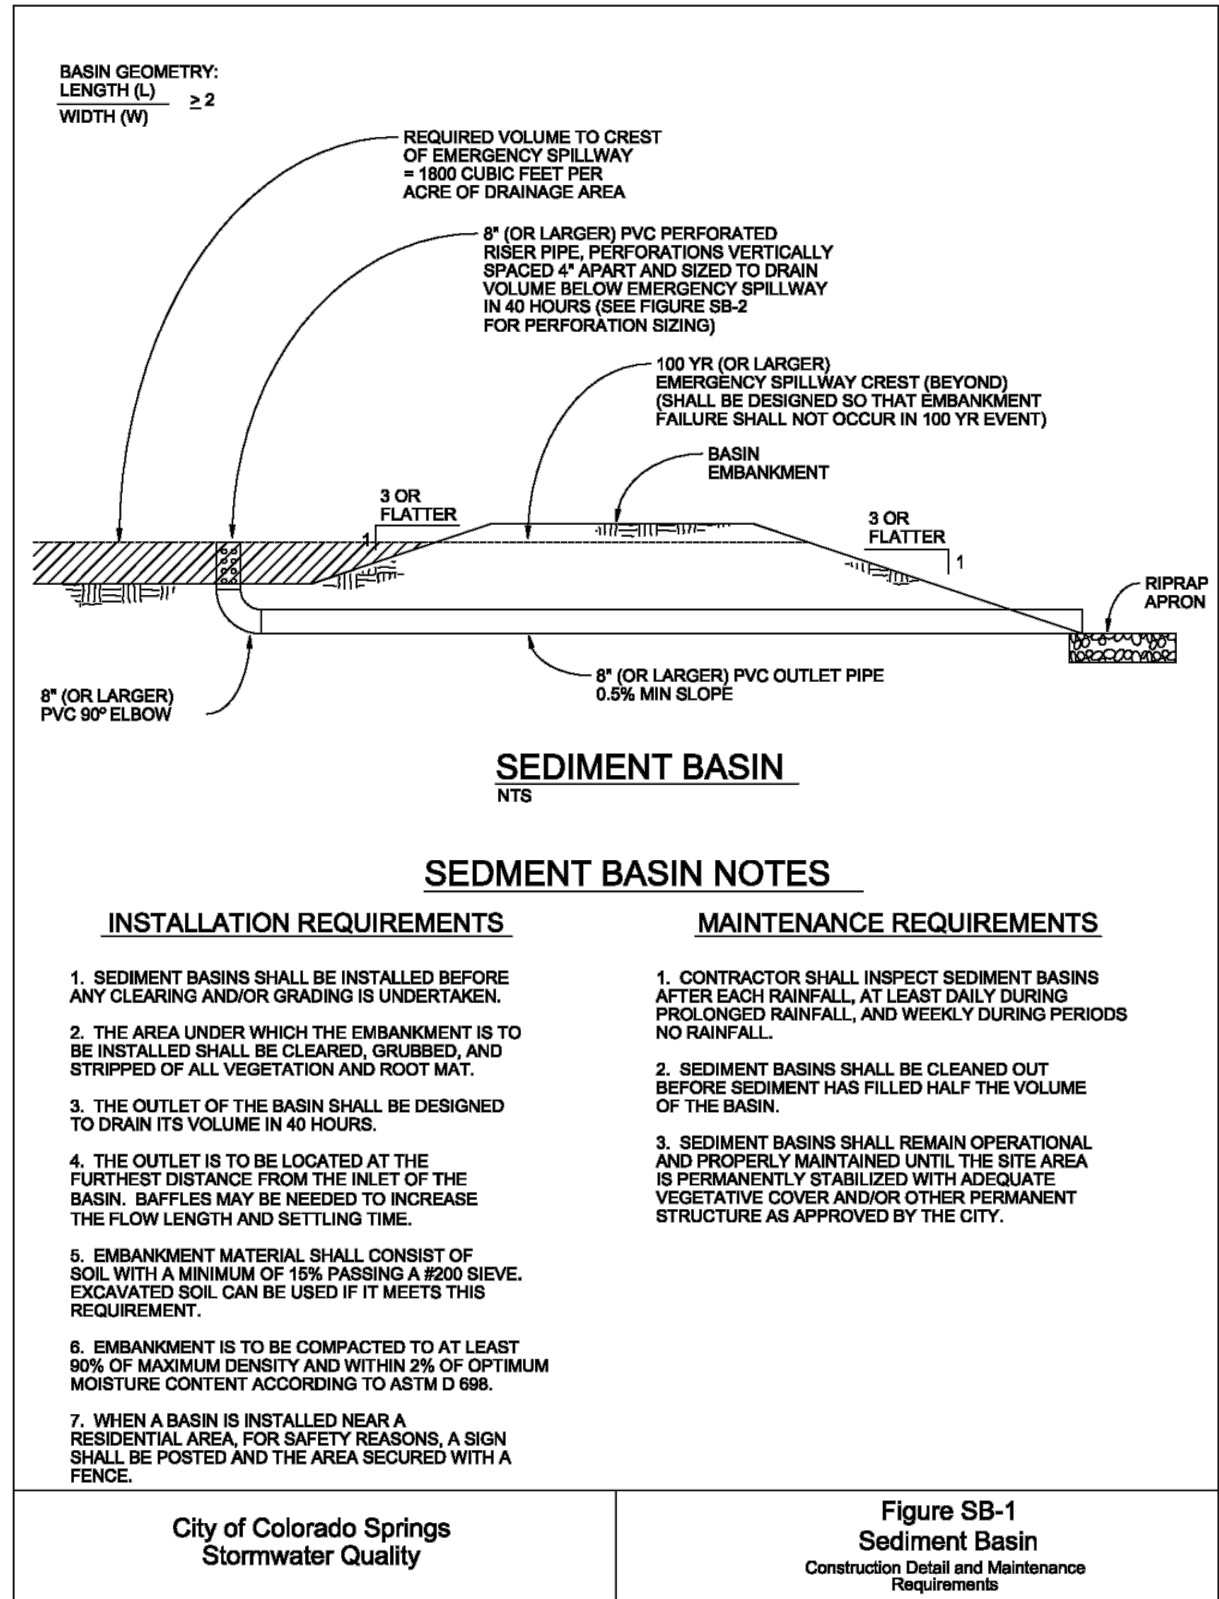 BASIN GEOMETRY:
LENGTH (L)
WIDTH (W)
≥ 2
REQUIRED VOLUME TO CREST
OF EMERGENCY SPILLWAY
= 1800 CUBIC FEET PER
ACRE OF DRAINAGE AREA
8" (OR LARGER) PVC PERFORATED
RISER PIPE, PERFORATIONS VERTICALLY
SPACED 4" APART AND SIZED TO DRAIN
VOLUME BELOW EMERGENCY SPILLWAY
IN 40 HOURS (SEE FIGURE SB-2
FOR PERFORATION SIZING)
100 YR (OR LARGER)
EMERGENCY SPILLWAY CREST (BEYOND)
(SHALL BE DESIGNED SO THAT EMBANKMENT
FAILURE SHALL NOT OCCUR IN 100 YR EVENT)
BASIN
EMBANKMENT
3 OR
FLATTER
1
3 OR
FLATTER
1
RIPRAP
APRON
8" (OR LARGER) PVC OUTLET PIPE
0.5% MIN SLOPE
8" (OR LARGER)
PVC 90º ELBOW
SEDIMENT BASIN
NTS
SEDMENT BASIN NOTES
INSTALLATION REQUIREMENTS
1. SEDIMENT BASINS SHALL BE INSTALLED BEFORE
ANY CLEARING AND/OR GRADING IS UNDERTAKEN.
2. THE AREA UNDER WHICH THE EMBANKMENT IS TO
BE INSTALLED SHALL BE CLEARED, GRUBBED, AND
STRIPPED OF ALL VEGETATION AND ROOT MAT.
3. THE OUTLET OF THE BASIN SHALL BE DESIGNED
TO DRAIN ITS VOLUME IN 40 HOURS.
4. THE OUTLET IS TO BE LOCATED AT THE
FURTHEST DISTANCE FROM THE INLET OF THE
BASIN. BAFFLES MAY BE NEEDED TO INCREASE
THE FLOW LENGTH AND SETTLING TIME.
5. EMBANKMENT MATERIAL SHALL CONSIST OF
SOIL WITH A MINIMUM OF 15% PASSING A #200 SIEVE.
EXCAVATED SOIL CAN BE USED IF IT MEETS THIS
REQUIREMENT.
6. EMBANKMENT IS TO BE COMPACTED TO AT LEAST
90% OF MAXIMUM DENSITY AND WITHIN 2% OF OPTIMUM
MOISTURE CONTENT ACCORDING TO ASTM D 698.
7. WHEN A BASIN IS INSTALLED NEAR A
RESIDENTIAL AREA, FOR SAFETY REASONS, A SIGN
SHALL BE POSTED AND THE AREA SECURED WITH A
FENCE.
MAINTENANCE REQUIREMENTS
1. CONTRACTOR SHALL INSPECT SEDIMENT BASINS
AFTER EACH RAINFALL, AT LEAST DAILY DURING
PROLONGED RAINFALL, AND WEEKLY DURING PERIODS
NO RAINFALL.
2. SEDIMENT BASINS SHALL BE CLEANED OUT
BEFORE SEDIMENT HAS FILLED HALF THE VOLUME
OF THE BASIN.
3. SEDIMENT BASINS SHALL REMAIN OPERATIONAL
AND PROPERLY MAINTAINED UNTIL THE SITE AREA
IS PERMANENTLY STABILIZED WITH ADEQUATE
VEGETATIVE COVER AND/OR OTHER PERMANENT
STRUCTURE AS APPROVED BY THE CITY.
City of Colorado Springs
Stormwater Quality
Figure SB-1
Sediment Basin
Construction Detail and Maintenance
Requirements